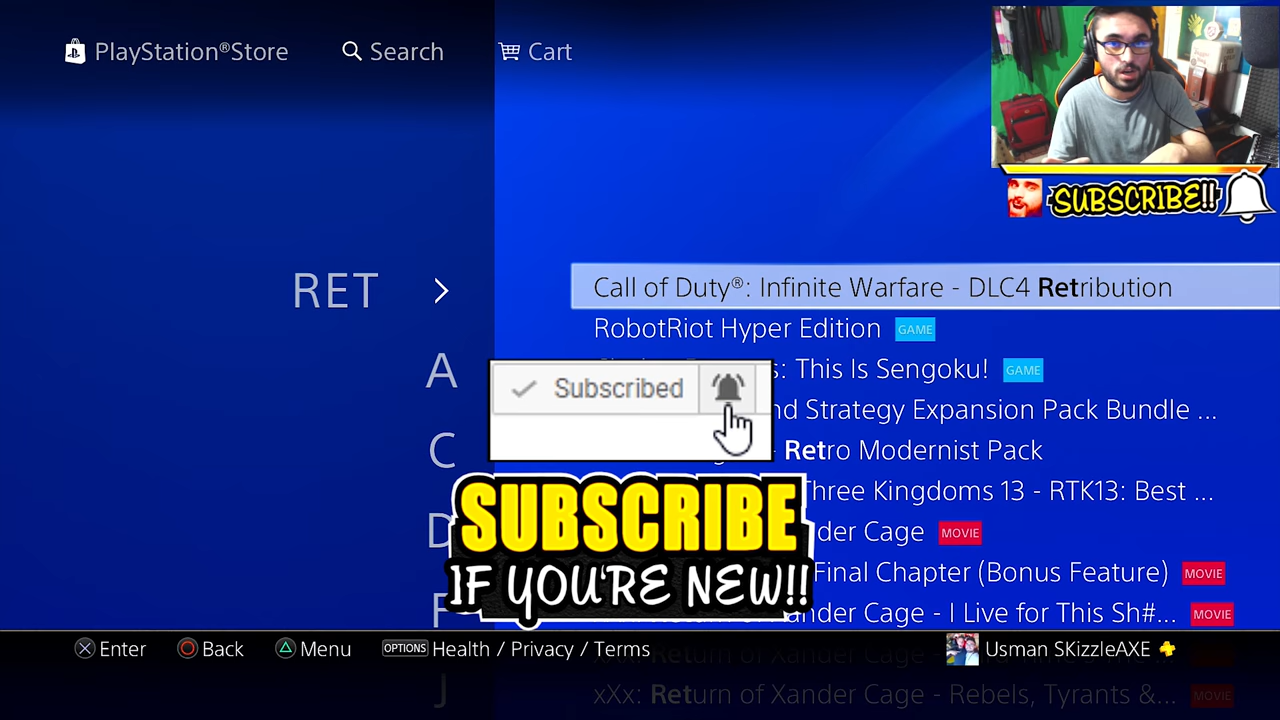 PlayStation®Store
Search
Cart
SUBSCRIBE!!
RET
A
C
D
F
J
Call of Duty®: Infinite Warfare - DLC4 Retribution
RobotRiot Hyper Edition GAME
: This Is Sengoku! GAME
nd Strategy Expansion Pack Bundle ...
Retro Modernist Pack
Three Kingdoms 13 - RTK13: Best ...
der Cage MOVIE
Final Chapter (Bonus Feature) MOVIE
nder Cage - I Live for This Sh#... MOVIE
xXx: Return of Xander Cage - Rebels, Tyrants &... MOVIE
Subscribed
SUBSCRIBE
IF YOU'RE NEW!!
Enter
Back
Menu
OPTIONS Health / Privacy / Terms
Usman SKizzleAXE